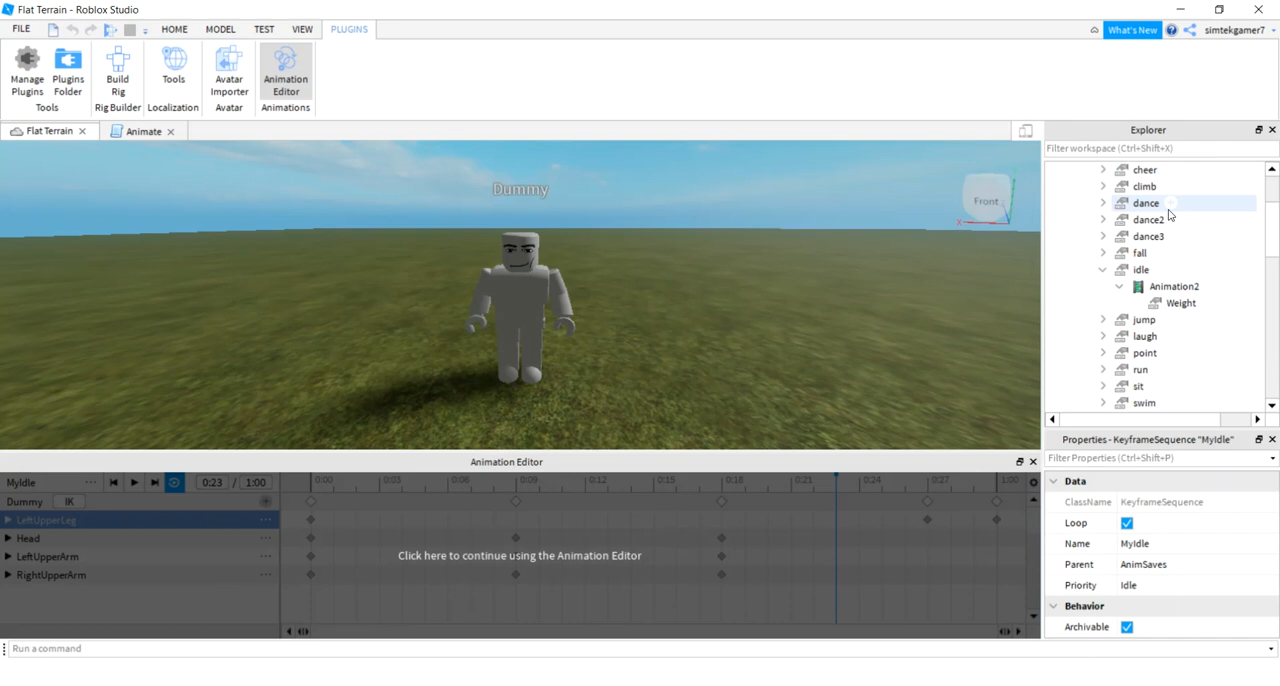 Flat Terrain - Roblox Studio
FILE HOME MODEL TEST VIEW PLUGINS What's New simtekgamer7
Manage Plugins Plugins Folder Build Rig Tools Avatar Importer Animation Editor
Tools Rig Builder Localization Avatar Animations
Flat Terrain Animate
Explorer
Filter workspace (Ctrl+Shift+X)
cheer
climb
dance
dance2
dance3
fall
idle
Animation2
Weight
jump
laugh
point
run
sit
swim
Dummy
Front
X
Properties - KeyframeSequence "MyIdle"
Filter Properties (Ctrl+Shift+P)
Data
ClassName KeyframeSequence
Loop
Name MyIdle
Parent AnimSaves
Priority Idle
Behavior
Archivable
Animation Editor
MyIdle 0:23 / 1:00 0:00 0:03 0:06 0:09 0:12 0:15 0:18 0:21 0:24 0:27 1:00
Dummy IK
LeftUpperLeg
Head
LeftUpperArm
RightUpperArm
Click here to continue using the Animation Editor
Run a command